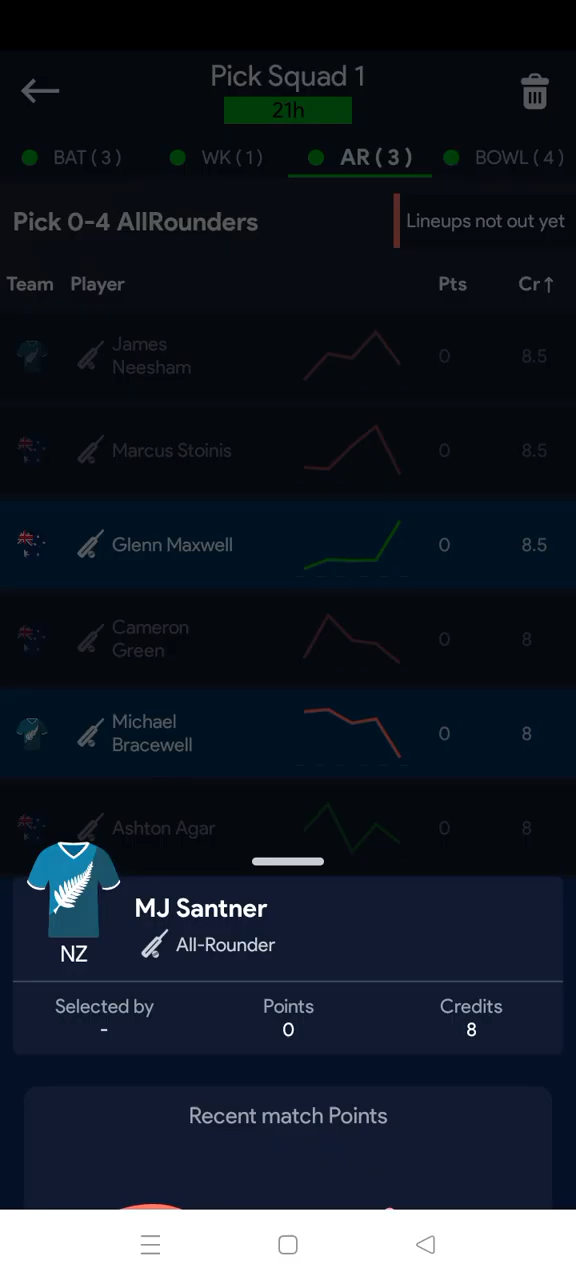 Pick Squad 1
21h
BAT ( 3 ) WK ( 1 ) AR ( 3 ) BOWL ( 4 )
Pick 0-4 AllRounders Lineups not out yet
Team Player Pts Cr↑
James
Neesham 0 8.5
Marcus Stoinis 0 8.5
Glenn Maxwell 0 8.5
Cameron
Green 0 8
Michael
Bracewell 0 8
Ashton Agar 0 8
MJ Santner
NZ All-Rounder
Selected by Points Credits
- 0 8
Recent match Points